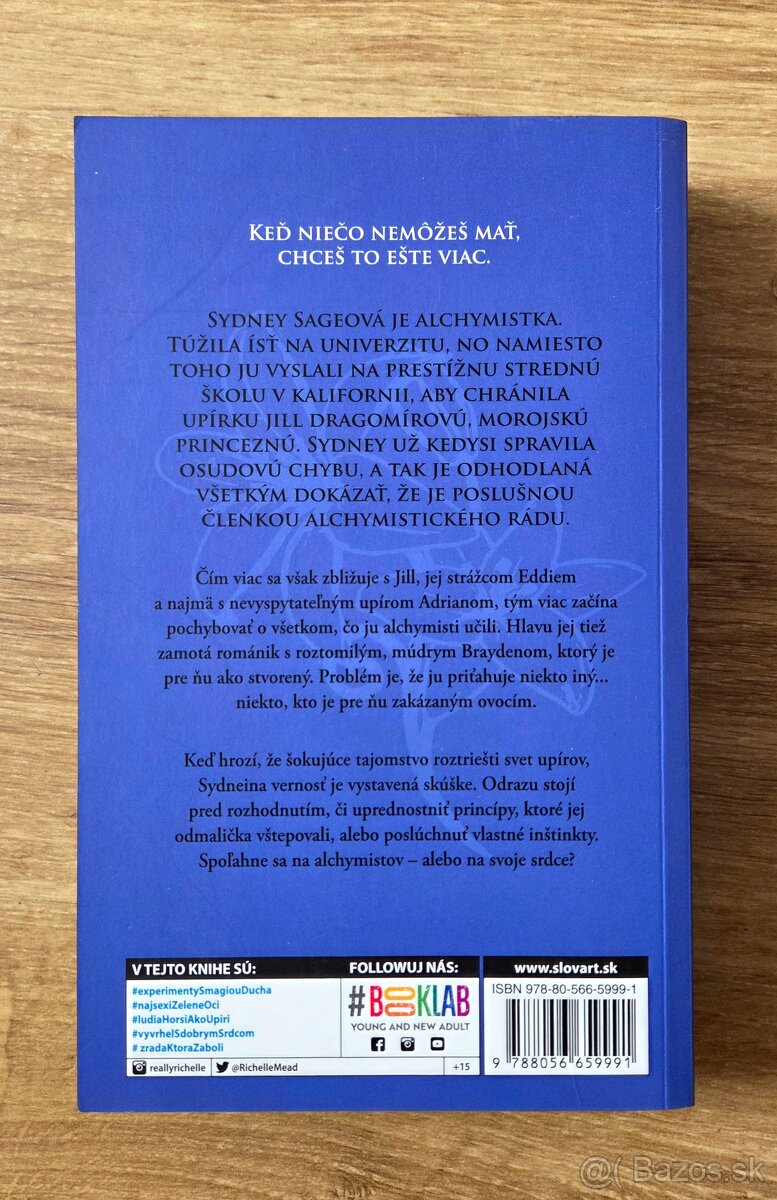 KEĎ NIEČO NEMÔŽEŠ MAŤ,
CHCEŠ TO EŠTE VIAC.
SYDNEY SAGEOVÁ JE ALCHYMISTKA.
TÚŽILA ÍSŤ NA UNIVERZITU, NO NAMIESTO
TOHO JU VYSLALI NA PRESTÍŽNU STREDNÚ
ŠKOLU V KALIFORNII, ABY CHRÁNILA
UPÍRKU JILL DRAGOMÍROVÚ, MOROJSKÚ
PRINCEZNÚ. SYDNEY UŽ KEDYSI SPRAVILA
OSUDOVÚ CHYBU, A TAK JE ODHODLANÁ
VŠETKÝM DOKÁZAŤ, ŽE JE POSLUŠNOU
ČLENKOU ALCHYMISTICKÉHO RÁDU.
Čím viac sa však zbližuje s Jill, jej strážcom Eddiem
a najmä s nevyspytateľným upírom Adrianom, tým viac začína
pochybovať o všetkom, čo ju alchymisti učili. Hlavu jej tiež
zamotá románik s roztomilým, múdrym Braydenom, ktorý je
pre ňu ako stvorený. Problém je, že ju priťahuje niekto iný...
niekto, kto je pre ňu zakázaným ovocím.
Keď hrozí, že šokujúce tajomstvo roztriešti svet upírov,
Sydneina vernosť je vystavená skúške. Odrazu stojí
pred rozhodnutím, či uprednostniť princípy, ktoré jej
odmalička vštepovali, alebo poslúchnuť vlastné inštinkty.
Spoľahne sa na alchymistov – alebo na svoje srdce?
V TEJTO KNIHE SÚ:
#experimentySmagiouDucha
#najsexiZeleneOci
#ludiaHorsiAkoUpiri
#vyvrhelSdobrymSrdcom
# zradaKtoraZaboli
reallyrichelle @RichelleMead +15
FOLLOWUJ NÁS:
#BOOKLAB
YOUNG AND NEW ADULT
www.slovart.sk
ISBN 978-80-566-5999-1
9 788056 659991
@( Bazos.sk